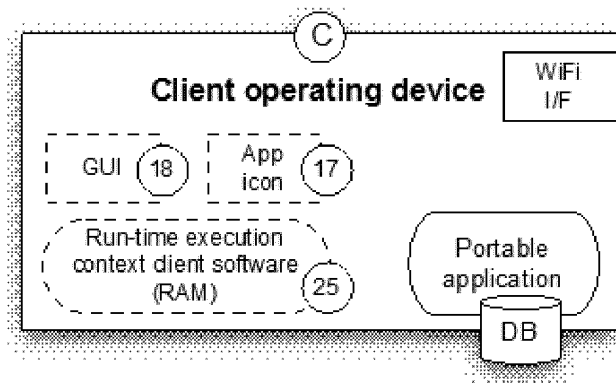 C
Client operating device
WiFi
I/F
GUI
18
App
icon
17
Run-time execution
context client software
(RAM)
25
Portable
application
DB